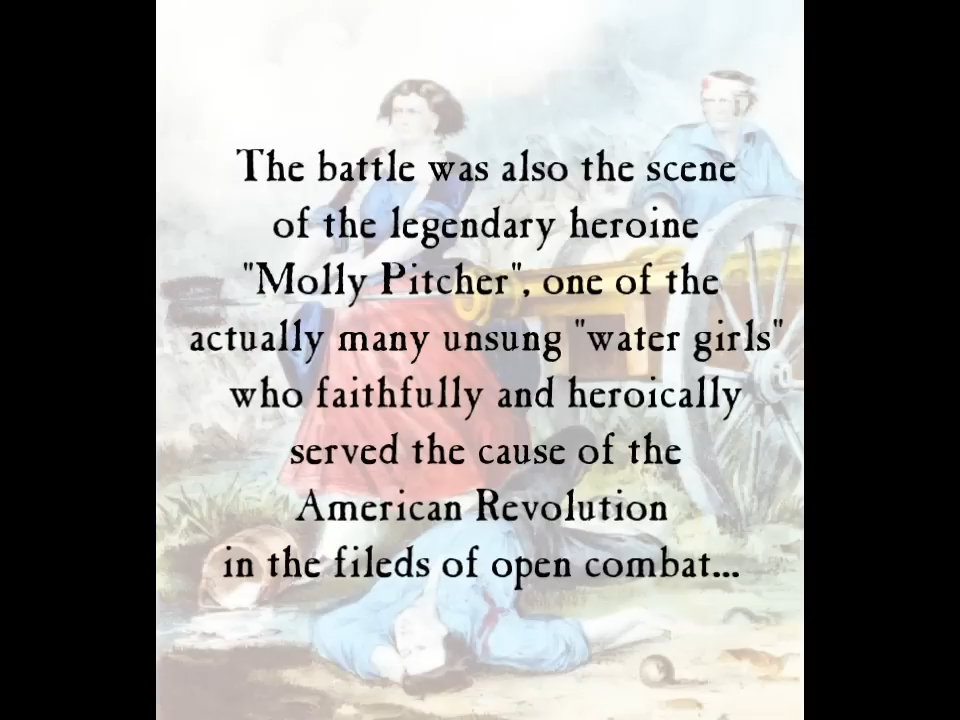 The battle was also the scene
of the legendary heroine
"Molly Pitcher", one of the
actually many unsung "water girls"
who faithfully and heroically
served the cause of the
American Revolution
in the fileds of open combat...